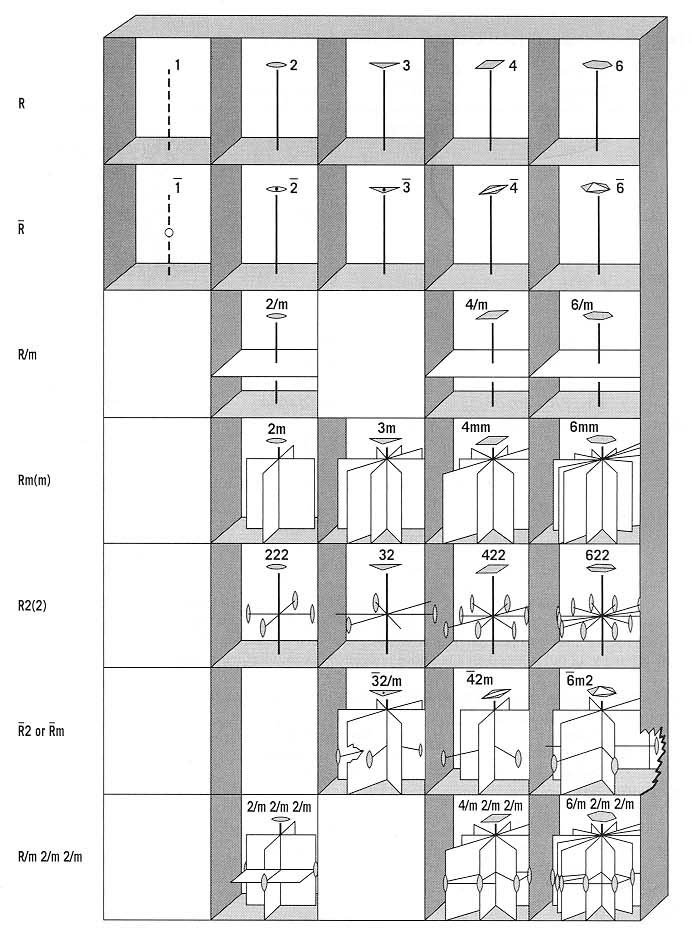 R 1 2 3 4 6
R̅ 1̅ 2̅ 3̅ 4̅ 6̅
R/m 2/m 4/m 6/m
Rm(m) 2m 3m 4mm 6mm
R2(2) 222 32 422 622
R̅2 or R̅m 3̅2/m 4̅2m 6̅m2
R/m 2/m 2/m 2/m 2/m 2/m 4/m 2/m 2/m 6/m 2/m 2/m